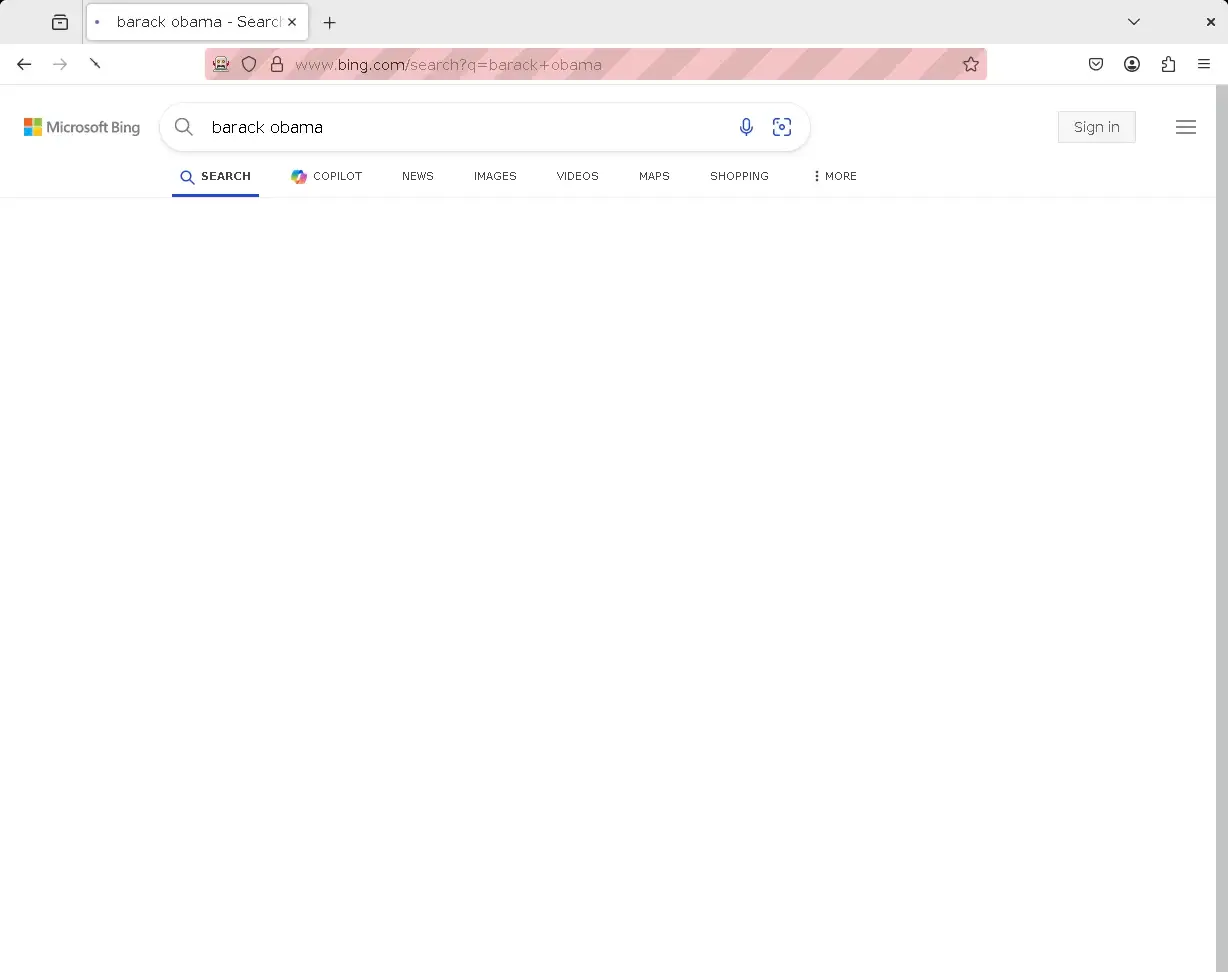 barack obama - Searc
www.bing.com/search?q=barack+obama
Microsoft Bing
barack obama
Sign in
SEARCH
COPILOT
NEWS
IMAGES
VIDEOS
MAPS
SHOPPING
MORE